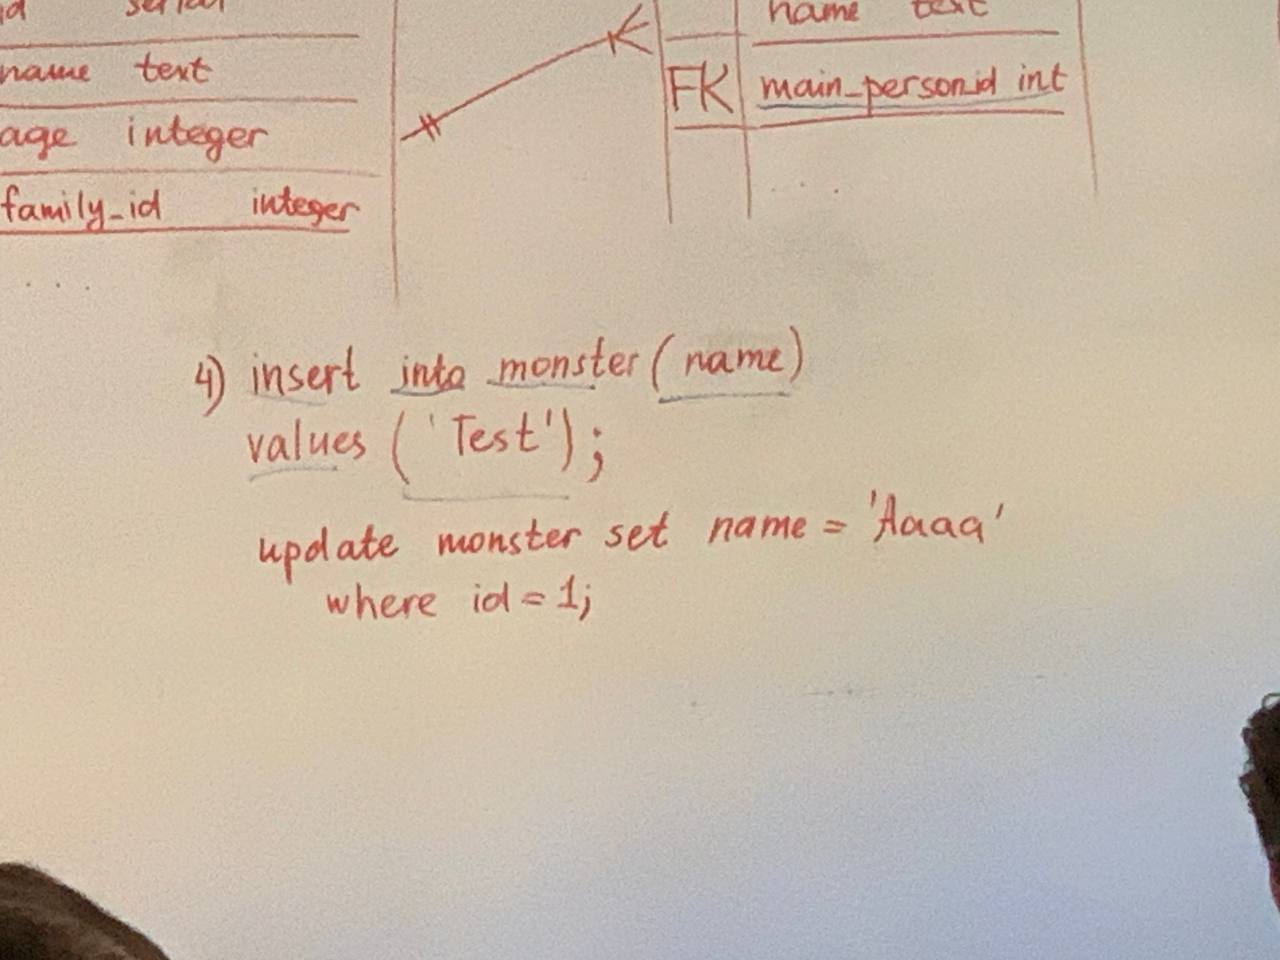 id serial
name text
age integer
family_id integer
. . .
name text
FK main_person_id int
. . . .
4) insert into monster (name)
values ('Test');
update monster set name = 'Aaaa'
where id = 1;